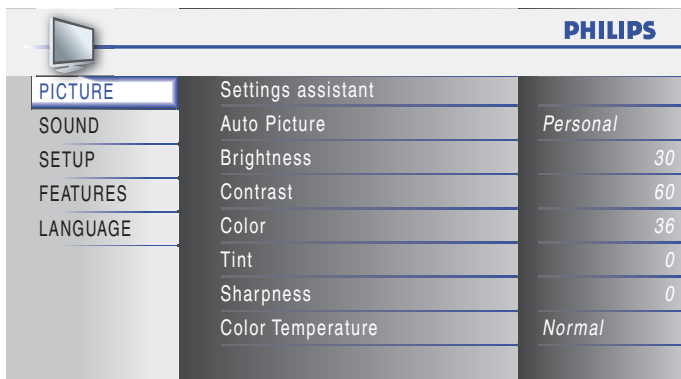 PHILIPS
PICTURE
SOUND
SETUP
FEATURES
LANGUAGE
Settings assistant
Auto Picture Personal
Brightness 30
Contrast 60
Color 36
Tint 0
Sharpness 0
Color Temperature Normal